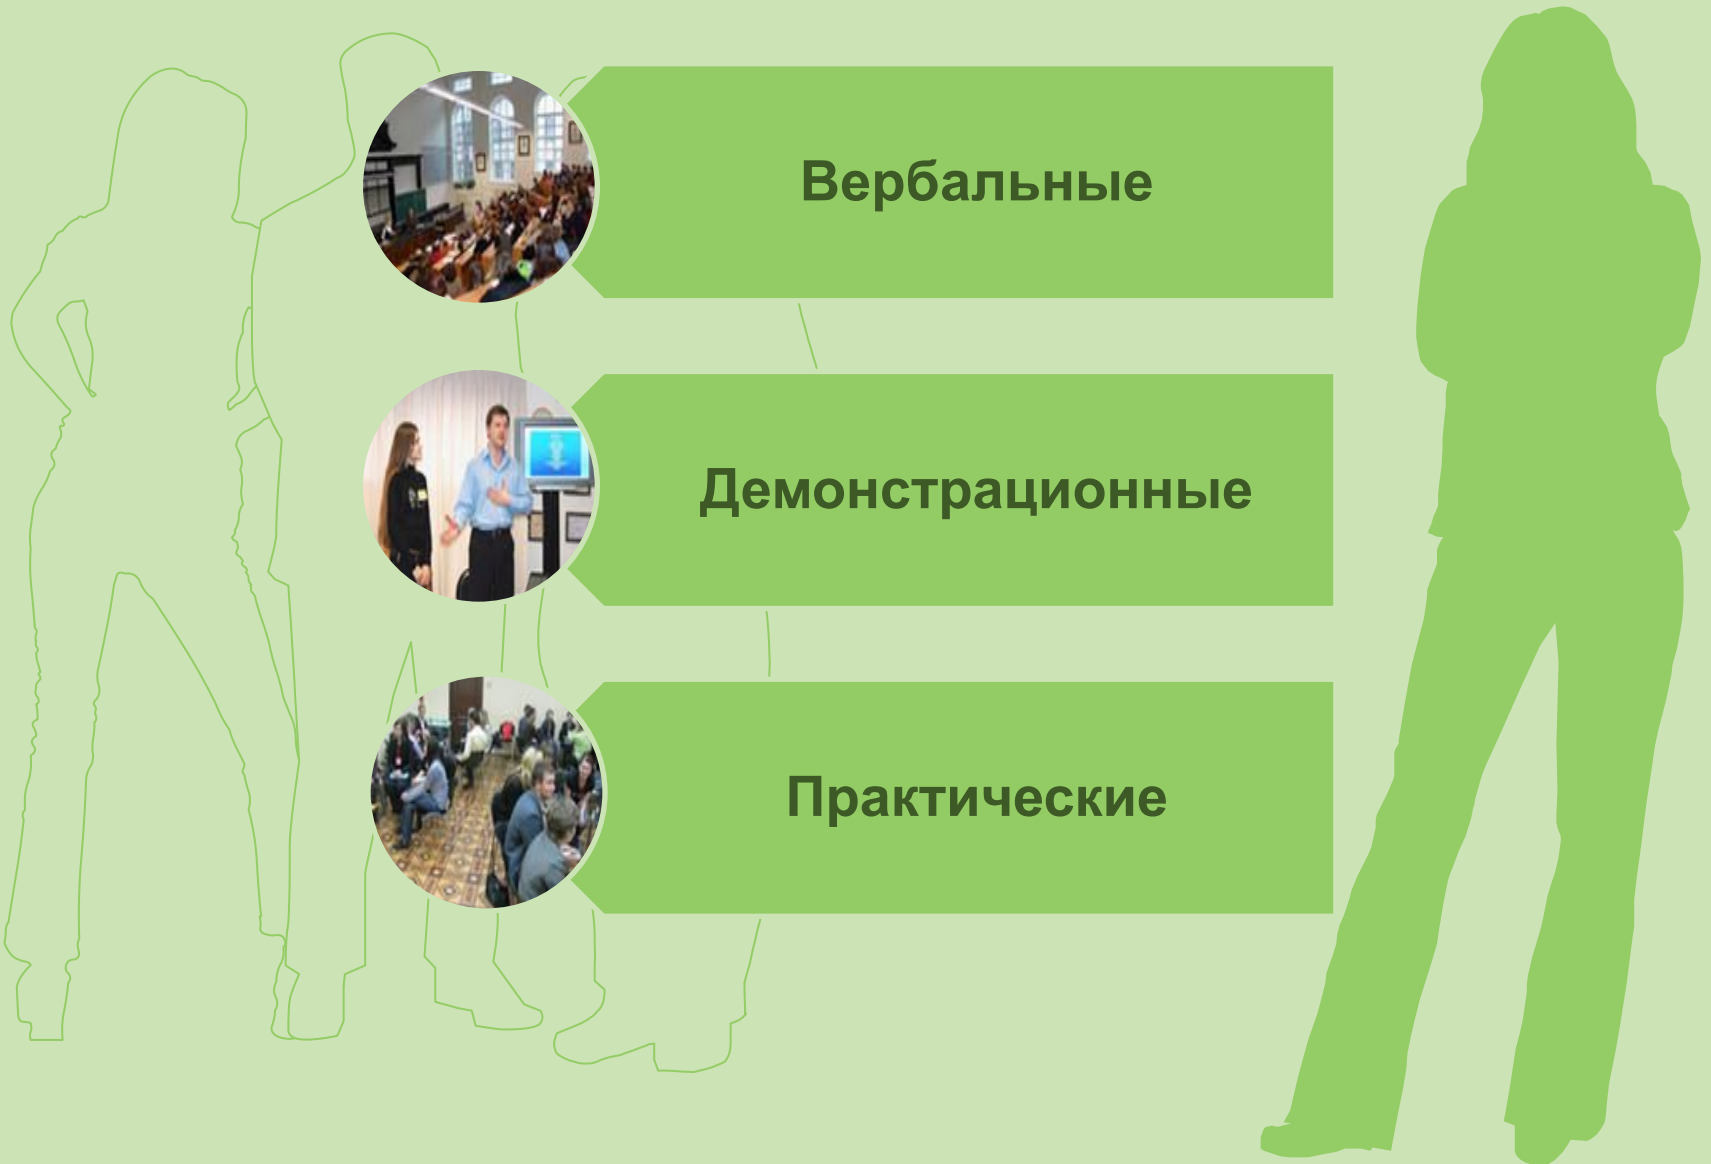 Вербальные
Демонстрационные
Практические